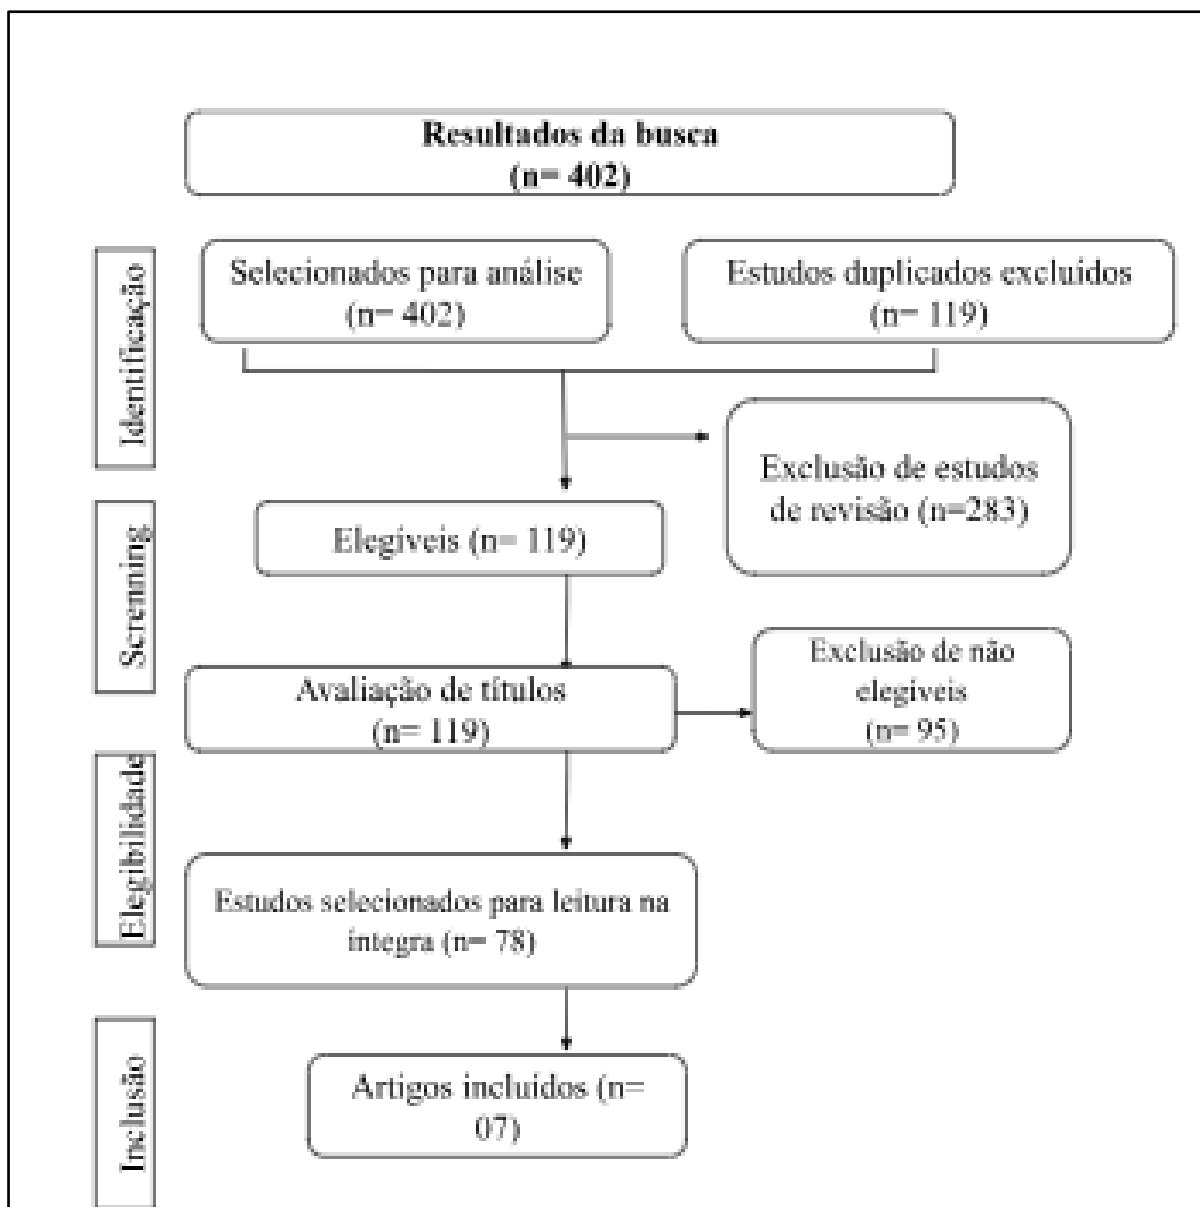 Resultados da busca
(n= 402)
Identificação
Selecionados para análise
(n= 402)
Estudos duplicados excluídos
(n= 119)
Exclusão de estudos
de revisão (n=283)
Screnning
Elegíveis (n= 119)
Avaliação de títulos
(n= 119)
Exclusão de não
elegíveis
(n= 95)
Elegibilidade
Estudos selecionados para leitura na
íntegra (n= 78)
Inclusão
Artigos incluídos (n=
07)